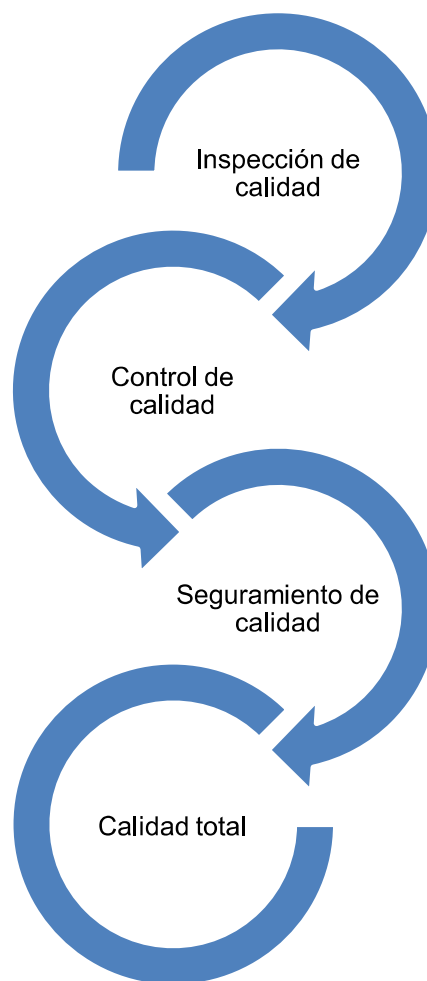 Inspección de
calidad
Control de
calidad
Seguramiento de
calidad
Calidad total